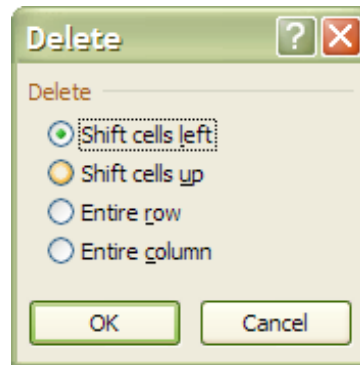 Delete
Delete
Shift cells left
Shift cells up
Entire row
Entire column
OK
Cancel